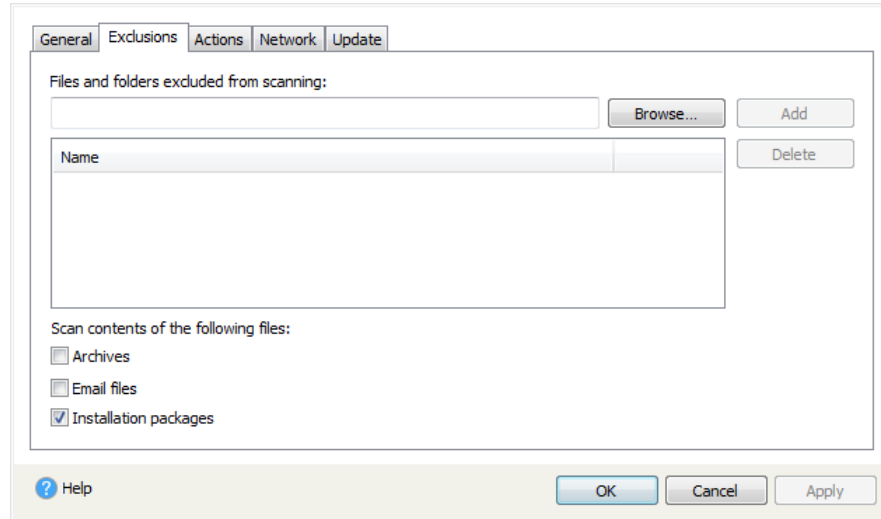 General Exclusions Actions Network Update
Files and folders excluded from scanning:
Browse... Add
Name
Delete
Scan contents of the following files:
Archives
Email files
Installation packages
? Help OK Cancel Apply